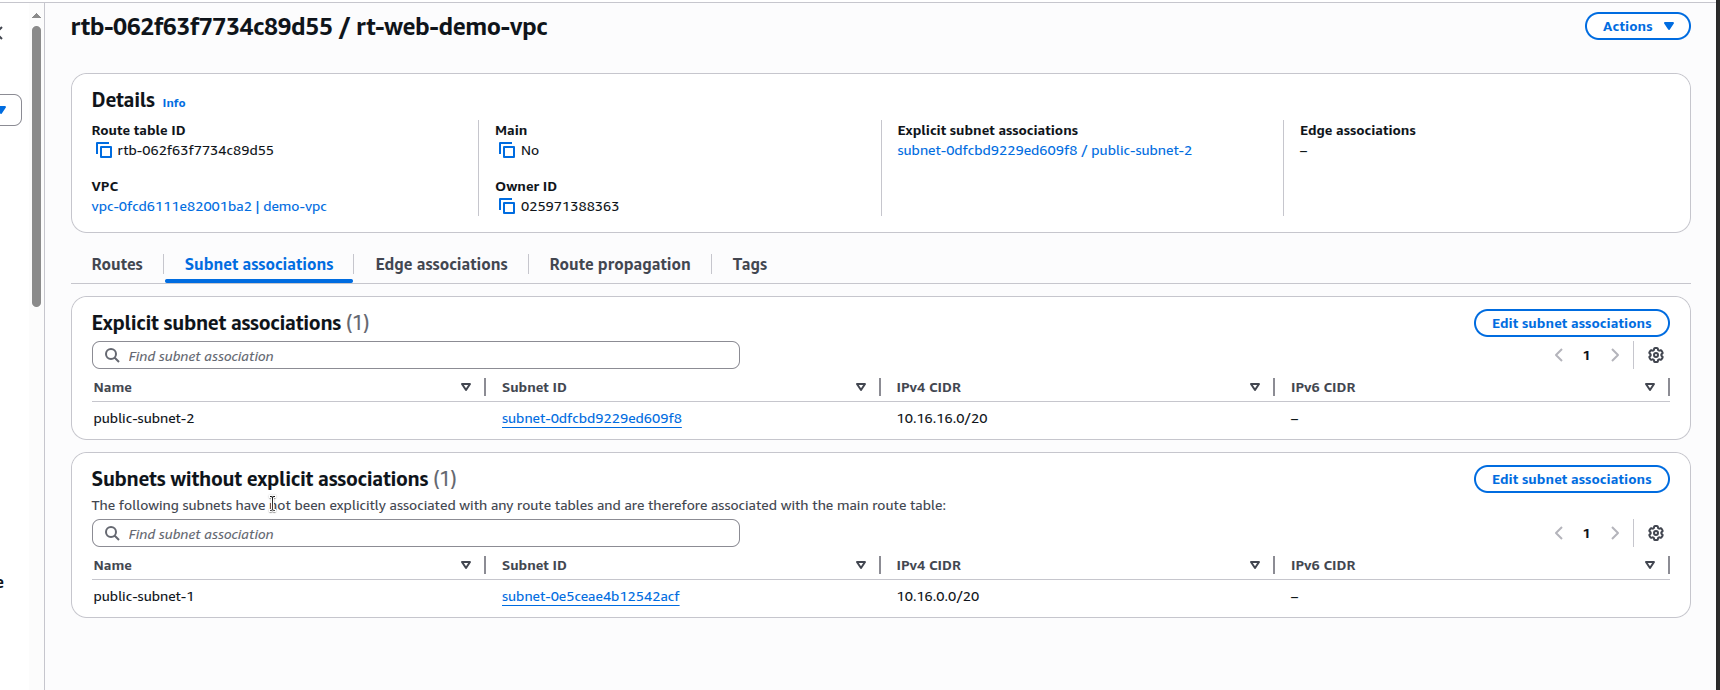 rtb-062f63f7734c89d55 / rt-web-demo-vpc
Actions
Details Info
Route table ID
rtb-062f63f7734c89d55
Main
No
Explicit subnet associations
subnet-0dfcbd9229ed609f8 / public-subnet-2
Edge associations
–
VPC
vpc-0fcd6111e82001ba2 | demo-vpc
Owner ID
025971388363
Routes
Subnet associations
Edge associations
Route propagation
Tags
Explicit subnet associations (1)
Edit subnet associations
Find subnet association
1
Name Subnet ID IPv4 CIDR IPv6 CIDR
public-subnet-2 subnet-0dfcbd9229ed609f8 10.16.16.0/20 –
Subnets without explicit associations (1)
Edit subnet associations
The following subnets have not been explicitly associated with any route tables and are therefore associated with the main route table:
Find subnet association
1
Name Subnet ID IPv4 CIDR IPv6 CIDR
public-subnet-1 subnet-0e5ceae4b12542acf 10.16.0.0/20 –